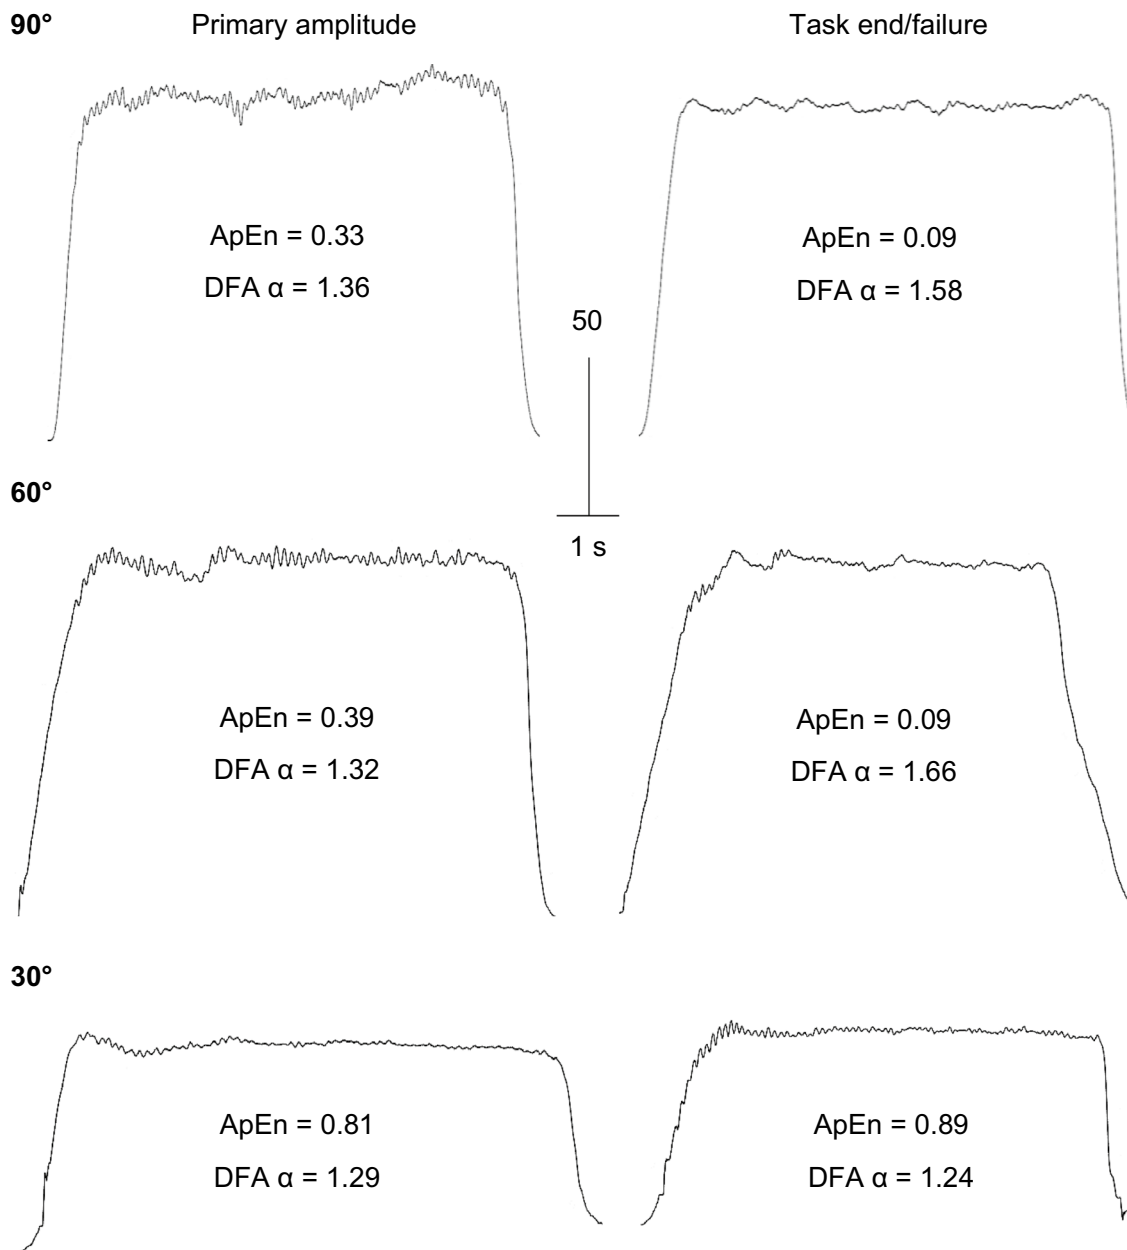 90°
Primary amplitude
Task end/failure
ApEn = 0.33
DFA α = 1.36
ApEn = 0.09
DFA α = 1.58
50
1 s
60°
ApEn = 0.39
DFA α = 1.32
ApEn = 0.09
DFA α = 1.66
30°
ApEn = 0.81
DFA α = 1.29
ApEn = 0.89
DFA α = 1.24